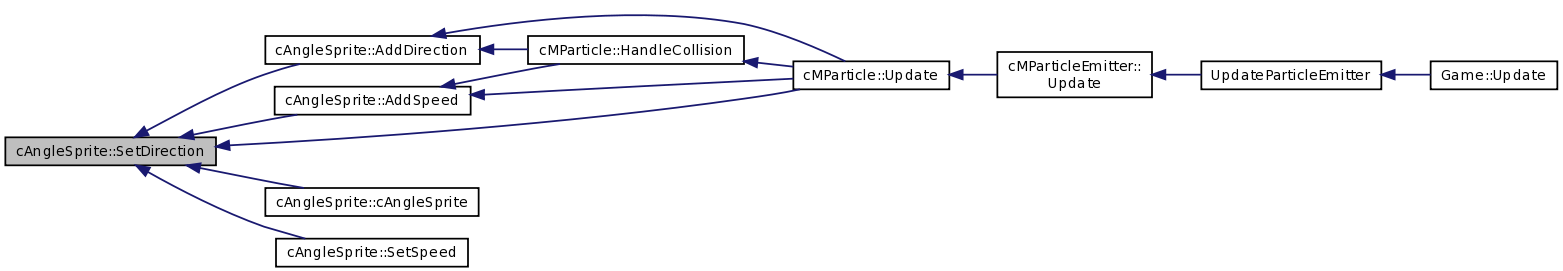 cAngleSprite::AddDirection
cMParticle::HandleCollision
cMParticleEmitter::
Update
cMParticle::Update
UpdateParticleEmitter
Game::Update
cAngleSprite::AddSpeed
cAngleSprite::SetDirection
cAngleSprite::cAngleSprite
cAngleSprite::SetSpeed